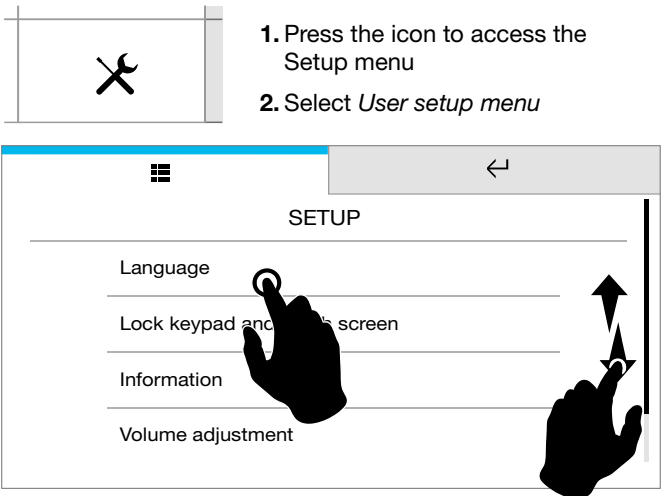 1. Press the icon to access the
Setup menu
2. Select User setup menu
SETUP
Language
Lock keypad and screen
Information
Volume adjustment